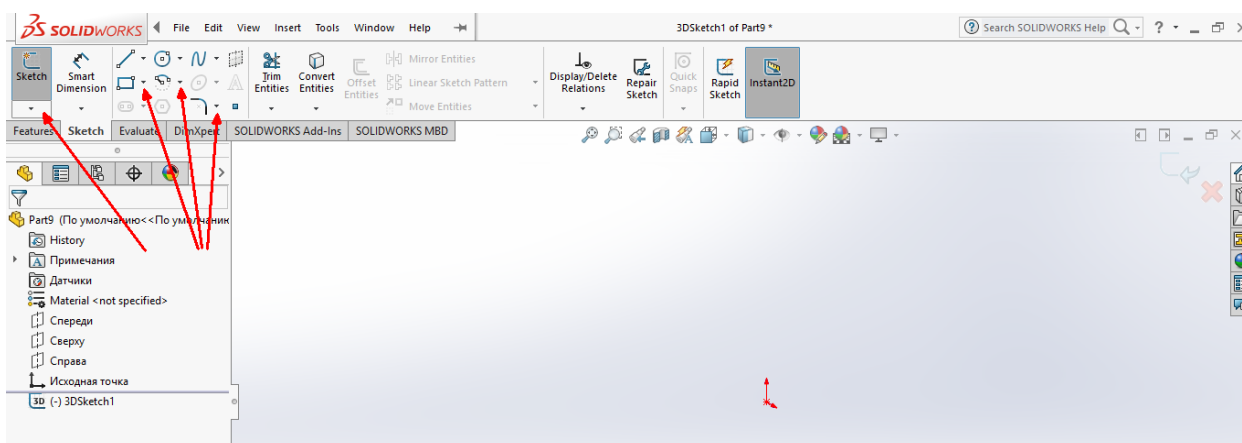 SOLIDWORKS File Edit View Insert Tools Window Help 3DSketch1 of Part9 * Search SOLIDWORKS Help
Sketch
Smart Dimension
Trim Entities
Convert Entities
Offset Entities
Mirror Entities
Linear Sketch Pattern
Move Entities
Display/Delete Relations
Repair Sketch
Quick Snaps
Rapid Sketch
Instant2D
Features Sketch Evaluate DimXpert SOLIDWORKS Add-Ins SOLIDWORKS MBD
Part9 (По умолчанию<<По умолчанию
History
Примечания
Датчики
Material <not specified>
Спереди
Сверху
Справа
Исходная точка
3D (-) 3DSketch1